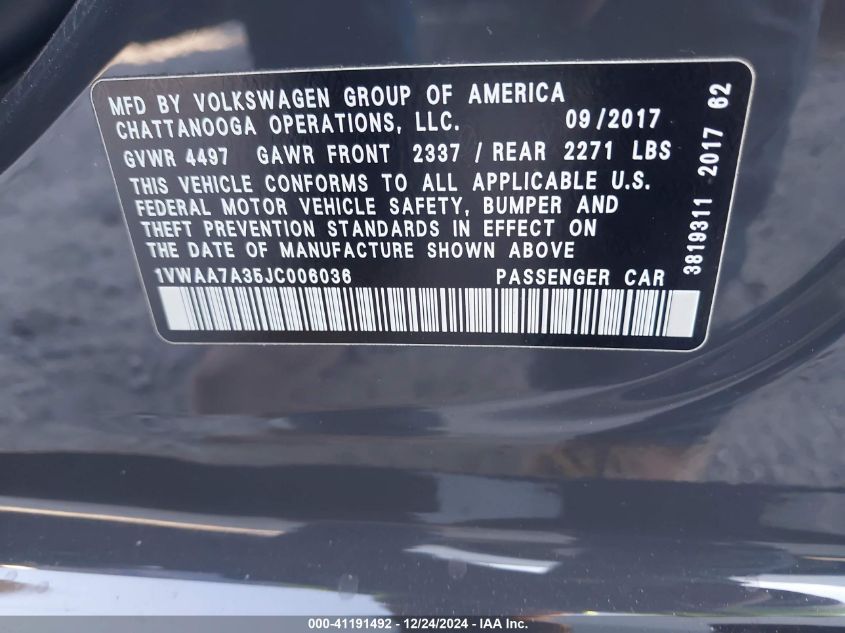 MFD BY VOLKSWAGEN GROUP OF AMERICA
CHATTANOOGA OPERATIONS, LLC. 09/2017
GVWR 4497 GAWR FRONT 2337 / REAR 2271 LBS
THIS VEHICLE CONFORMS TO ALL APPLICABLE U.S.
FEDERAL MOTOR VEHICLE SAFETY, BUMPER AND
THEFT PREVENTION STANDARDS IN EFFECT ON
THE DATE OF MANUFACTURE SHOWN ABOVE
1VWAA7A35JC006036 PASSENGER CAR
3819311 2017 62
000-41191492 - 12/24/2024 - IAA Inc.